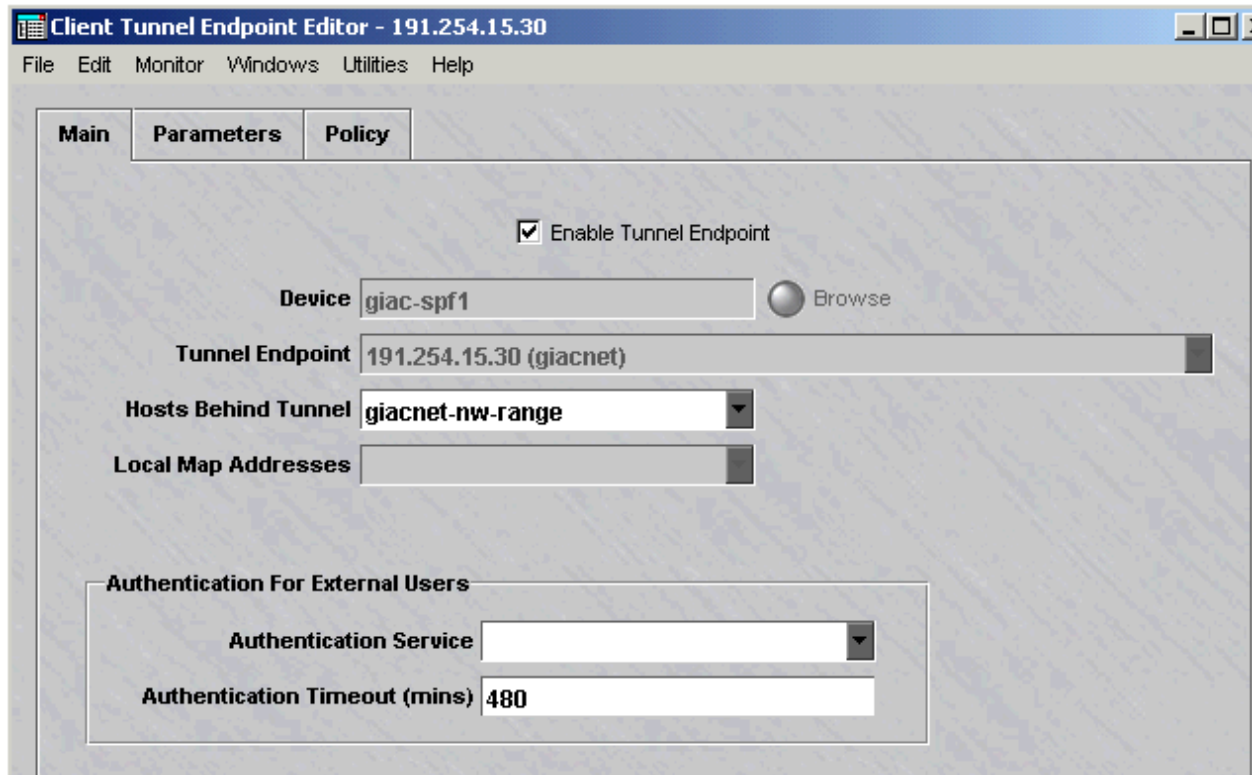 Client Tunnel Endpoint Editor - 191.254.15.30
File Edit Monitor Windows Utilities Help
Main Parameters Policy
Enable Tunnel Endpoint
Device giac-spf1 Browse
Tunnel Endpoint 191.254.15.30 (giacnet)
Hosts Behind Tunnel giacnet-nw-range
Local Map Addresses
Authentication For External Users
Authentication Service
Authentication Timeout (mins) 480